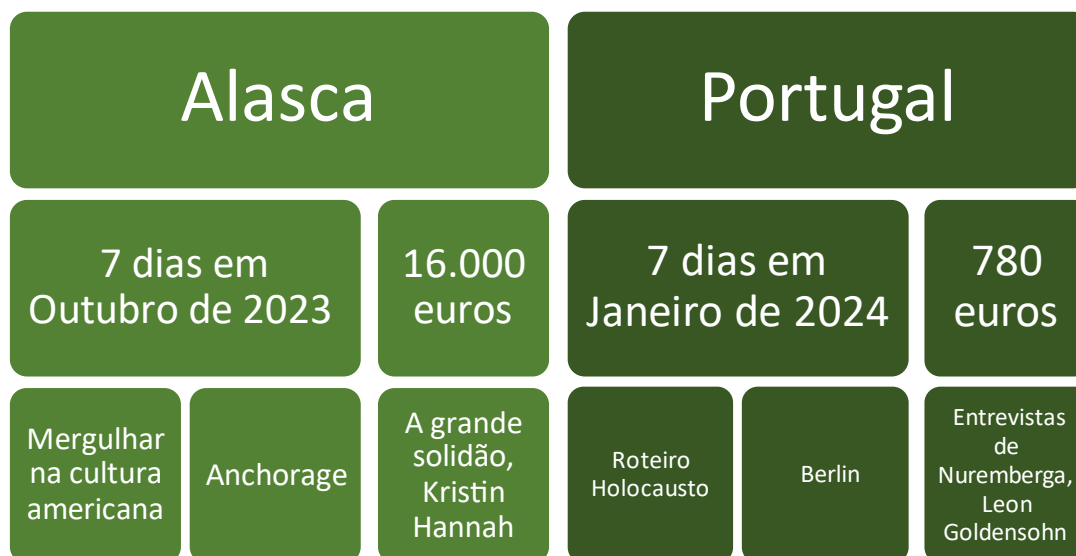 Alasca
7 dias em
Outubro de 2023
16.000
euros
Mergulhar
na cultura
americana
Anchorage
A grande
solidão,
Kristin
Hannah
Portugal
7 dias em
Janeiro de 2024
780
euros
Roteiro
Holocausto
Berlin
Entrevistas
de
Nuremberga,
Leon
Goldensohn